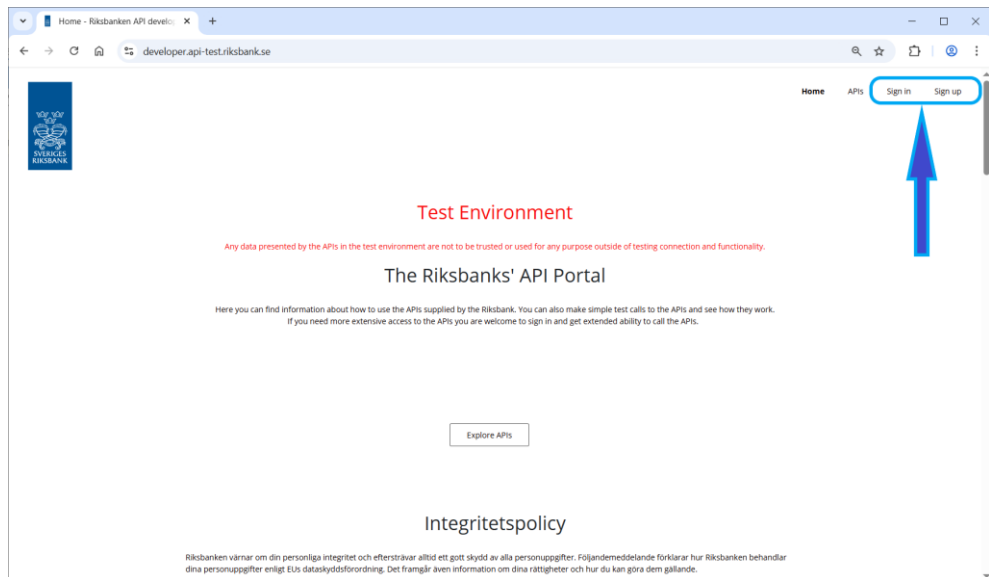 Home - Riksbanken API develop
developer.api-test.riksbank.se
Home APIs Sign in Sign up
SVERIGES
RIKSBANK
Test Environment
Any data presented by the APIs in the test environment are not to be trusted or used for any purpose outside of testing connection and functionality.
The Riksbanks' API Portal
Here you can find information about how to use the APIs supplied by the Riksbank. You can also make simple test calls to the APIs and see how they work.
If you need more extensive access to the APIs you are welcome to sign in and get extended ability to call the APIs.
Explore APIs
Integritetspolicy
Riksbanken värnar om din personliga integritet och eftersträvar alltid ett gott skydd av alla personuppgifter. Följandemeddelande förklarar hur Riksbanken behandlar
dina personuppgifter enligt EUs dataskyddsförordning. Det framgår även information om dina rättigheter och hur du kan göra dem gällande.